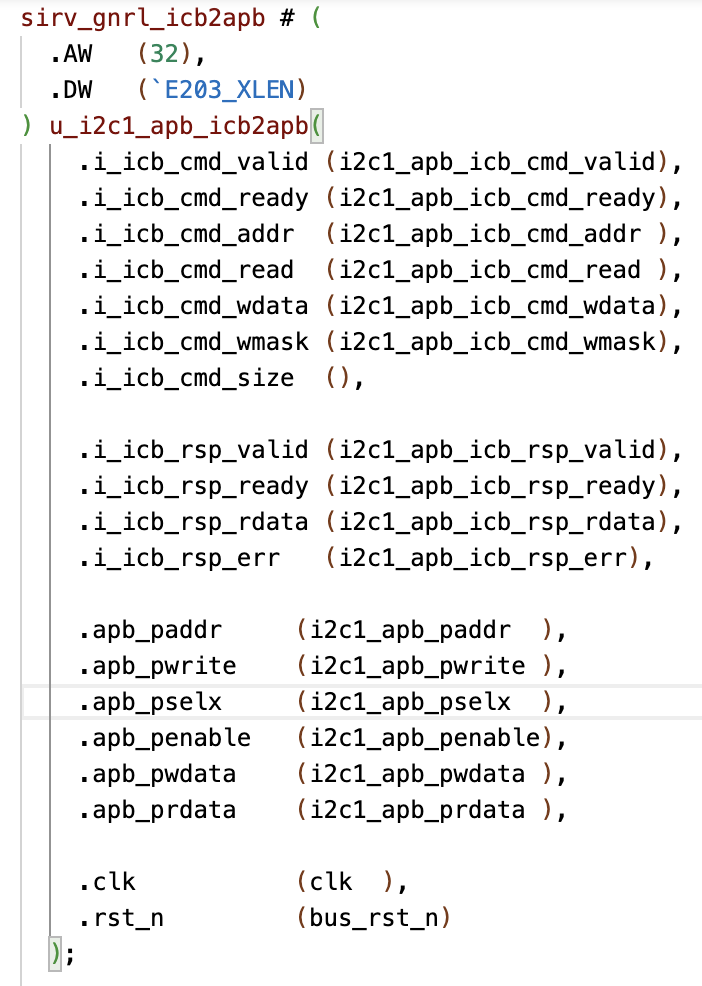 sirv_gnrl_icb2apb # (
.AW   (32),
.DW   (`E203_XLEN)
) u_i2c1_apb_icb2apb(
.i_icb_cmd_valid (i2c1_apb_icb_cmd_valid),
.i_icb_cmd_ready (i2c1_apb_icb_cmd_ready),
.i_icb_cmd_addr  (i2c1_apb_icb_cmd_addr ),
.i_icb_cmd_read  (i2c1_apb_icb_cmd_read ),
.i_icb_cmd_wdata (i2c1_apb_icb_cmd_wdata),
.i_icb_cmd_wmask (i2c1_apb_icb_cmd_wmask),
.i_icb_cmd_size  (),
.i_icb_rsp_valid (i2c1_apb_icb_rsp_valid),
.i_icb_rsp_ready (i2c1_apb_icb_rsp_ready),
.i_icb_rsp_rdata (i2c1_apb_icb_rsp_rdata),
.i_icb_rsp_err   (i2c1_apb_icb_rsp_err),
.apb_paddr     (i2c1_apb_paddr  ),
.apb_pwrite    (i2c1_apb_pwrite ),
.apb_pselx     (i2c1_apb_pselx  ),
.apb_penable   (i2c1_apb_penable),
.apb_pwdata    (i2c1_apb_pwdata ),
.apb_prdata    (i2c1_apb_prdata ),
.clk           (clk  ),
.rst_n         (bus_rst_n)
);